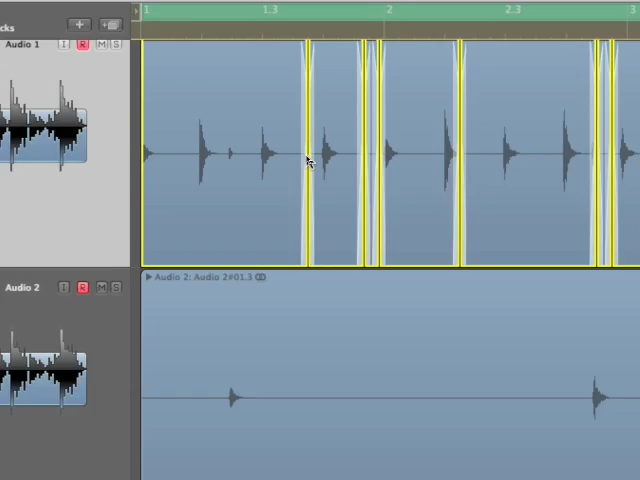 1 1.3 2 2.3 3
cks + +
Audio 1 I R M S
Audio 2: Audio 2#01.3
Audio 2 I R M S